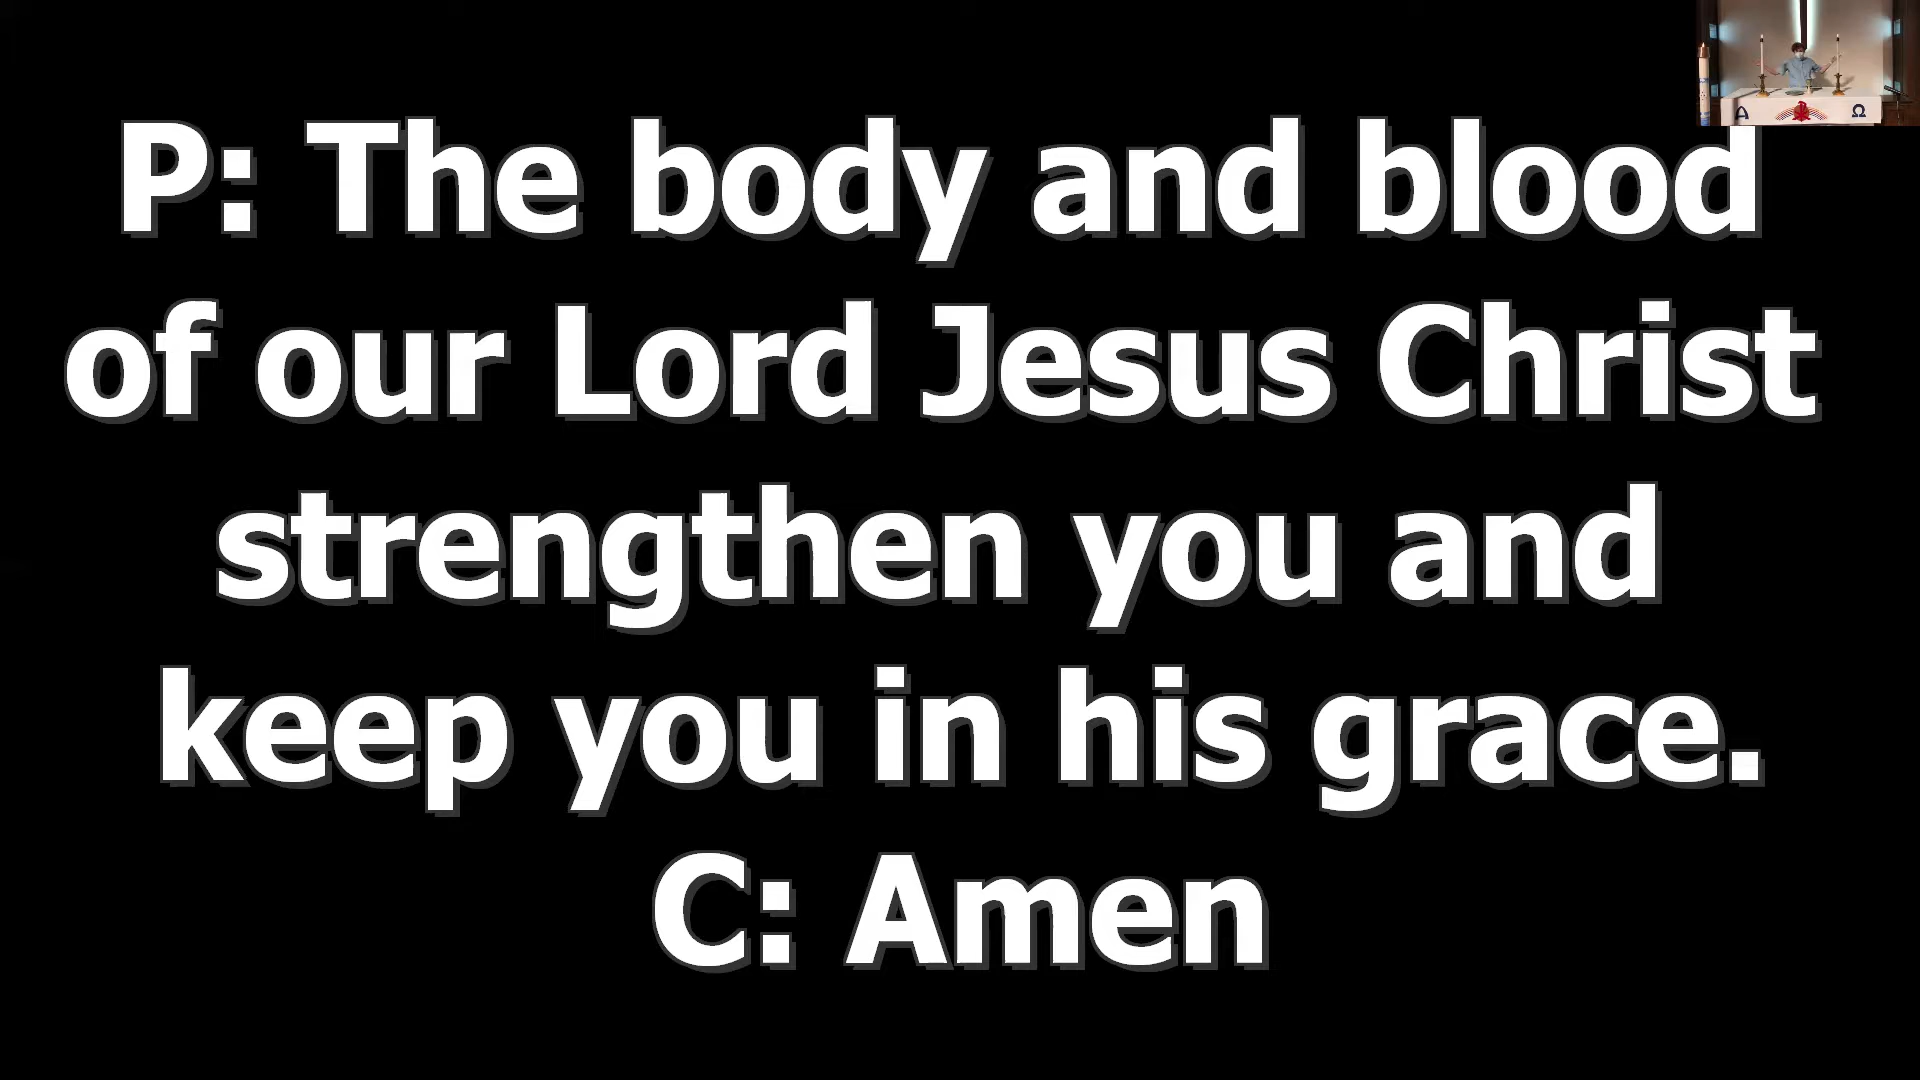 P: The body and blood
of our Lord Jesus Christ
strengthen you and
keep you in his grace.
C: Amen
Α Ω